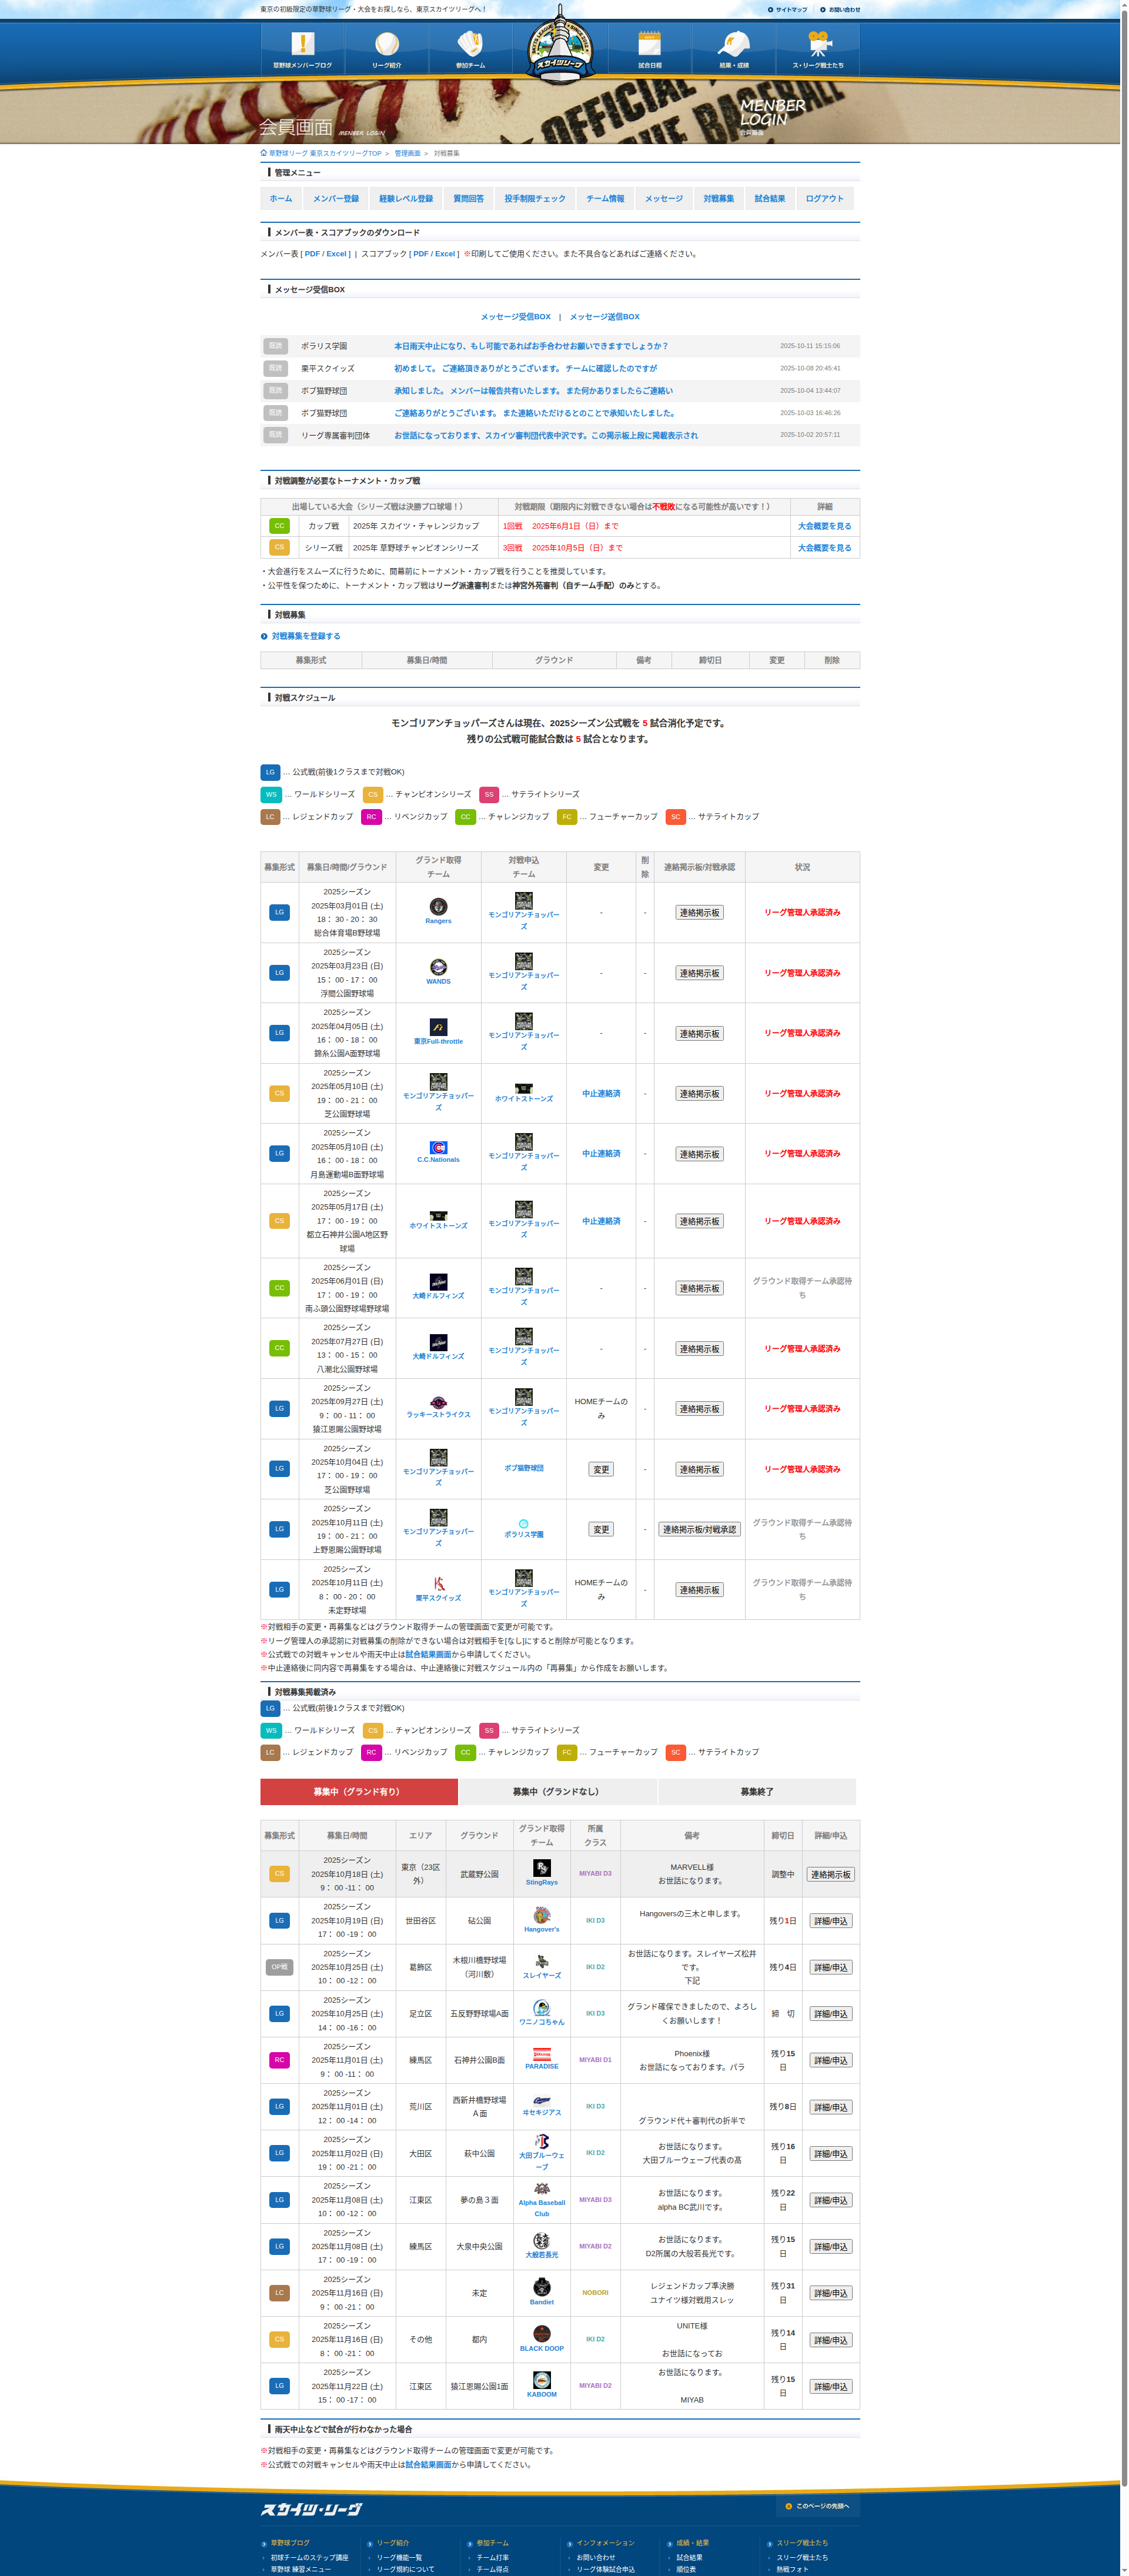 東京の初級限定の草野球リーグ・大会をお探しなら、東京スカイツリーグへ！
サイトマップ お問い合わせ
草野球メンバーブログ リーグ紹介 参加チーム スカイツリーグ 試合日程 結果・成績 ス・リーグ戦士たち
会員画面 MENBER LOGIN
MENBER LOGIN
会員画面
草野球リーグ 東京スカイツリーグTOP > 管理画面 > 対戦募集
管理メニュー
ホーム メンバー登録 経験レベル登録 質問回答 投手制限チェック チーム情報 メッセージ 対戦募集 試合結果 ログアウト
メンバー表・スコアブックのダウンロード
メンバー表 [ PDF / Excel ] | スコアブック [ PDF / Excel ] ※印刷してご使用ください。また不具合などあればご連絡ください。
メッセージ受信BOX
メッセージ受信BOX | メッセージ送信BOX
既読 ポラリス学園 本日雨天中止になり、もし可能であればお手合わせお願いできますでしょうか？ 2025-10-11 15:15:06
既読 栗平スクイッズ 初めまして。 ご連絡頂きありがとうございます。 チームに確認したのですが 2025-10-08 20:45:41
既読 ボブ猫野球団 承知しました。 メンバーは報告共有いたします。 また何かありましたらご連絡い 2025-10-04 13:44:07
既読 ボブ猫野球団 ご連絡ありがとうございます。 また連絡いただけるとのことで承知いたしました。 2025-10-03 16:46:26
既読 リーグ専属審判団体 お世話になっております、スカイツ審判団代表中沢です。この掲示板上段に掲載表示され 2025-10-02 20:57:11
対戦調整が必要なトーナメント・カップ戦
出場している大会（シリーズ戦は決勝プロ球場！） 対戦期限（期限内に対戦できない場合は不戦敗になる可能性が高いです！） 詳細
CC カップ戦 2025年 スカイツ・チャレンジカップ 1回戦 2025年6月1日（日）まで 大会概要を見る
CS シリーズ戦 2025年 草野球チャンピオンシリーズ 3回戦 2025年10月5日（日）まで 大会概要を見る
・大会進行をスムーズに行うために、開幕前にトーナメント・カップ戦を行うことを推奨しています。
・公平性を保つために、トーナメント・カップ戦はリーグ派遣審判または神宮外苑審判（自チーム手配）のみとする。
対戦募集
対戦募集を登録する
募集形式 募集日/時間 グラウンド 備考 締切日 変更 削除
対戦スケジュール
モンゴリアンチョッパーズさんは現在、2025シーズン公式戦を 5 試合消化予定です。
残りの公式戦可能試合数は 5 試合となります。
LG … 公式戦(前後1クラスまで対戦OK)
WS … ワールドシリーズ CS … チャンピオンシリーズ SS … サテライトシリーズ
LC … レジェンドカップ RC … リベンジカップ CC … チャレンジカップ FC … フューチャーカップ SC … サテライトカップ
募集形式 募集日/時間/グラウンド グランド取得チーム 対戦申込チーム 変更 削除 連絡掲示板/対戦承認 状況
LG 2025シーズン 2025年03月01日 (土) 18： 30 - 20： 30 総合体育場B野球場 Rangers モンゴリアンチョッパーズ - - 連絡掲示板 リーグ管理人承認済み
LG 2025シーズン 2025年03月23日 (日) 15： 00 - 17： 00 浮間公園野球場 WANDS モンゴリアンチョッパーズ - - 連絡掲示板 リーグ管理人承認済み
LG 2025シーズン 2025年04月05日 (土) 16： 00 - 18： 00 錦糸公園A面野球場 東京Full-throttle モンゴリアンチョッパーズ - - 連絡掲示板 リーグ管理人承認済み
CS 2025シーズン 2025年05月10日 (土) 19： 00 - 21： 00 芝公園野球場 モンゴリアンチョッパーズ ホワイトストーンズ 中止連絡済 - 連絡掲示板 リーグ管理人承認済み
LG 2025シーズン 2025年05月10日 (土) 16： 00 - 18： 00 月島運動場B面野球場 C.C.Nationals モンゴリアンチョッパーズ 中止連絡済 - 連絡掲示板 リーグ管理人承認済み
CS 2025シーズン 2025年05月17日 (土) 17： 00 - 19： 00 都立石神井公園A地区野球場 ホワイトストーンズ モンゴリアンチョッパーズ 中止連絡済 - 連絡掲示板 リーグ管理人承認済み
CC 2025シーズン 2025年06月01日 (日) 17： 00 - 19： 00 南ふ頭公園野球場野球場 大崎ドルフィンズ モンゴリアンチョッパーズ - - 連絡掲示板 グラウンド取得チーム承認待ち
CC 2025シーズン 2025年07月27日 (日) 13： 00 - 15： 00 八潮北公園野球場 大崎ドルフィンズ モンゴリアンチョッパーズ - - 連絡掲示板 リーグ管理人承認済み
LG 2025シーズン 2025年09月27日 (土) 9： 00 - 11： 00 猿江恩賜公園野球場 ラッキーストライクス モンゴリアンチョッパーズ HOMEチームのみ - 連絡掲示板 リーグ管理人承認済み
LG 2025シーズン 2025年10月04日 (土) 17： 00 - 19： 00 芝公園野球場 モンゴリアンチョッパーズ ボブ猫野球団 変更 - 連絡掲示板 リーグ管理人承認済み
LG 2025シーズン 2025年10月11日 (土) 19： 00 - 21： 00 上野恩賜公園野球場 モンゴリアンチョッパーズ ポラリス学園 変更 - 連絡掲示板/対戦承認 グラウンド取得チーム承認待ち
LG 2025シーズン 2025年10月11日 (土) 8： 00 - 20： 00 未定野球場 栗平スクイッズ モンゴリアンチョッパーズ HOMEチームのみ - 連絡掲示板 グラウンド取得チーム承認待ち
※対戦相手の変更・再募集などはグラウンド取得チームの管理画面で変更が可能です。
※リーグ管理人の承認前に対戦募集の削除ができない場合は対戦相手を[なし]にすると削除が可能となります。
※公式戦での対戦キャンセルや雨天中止は試合結果画面から申請してください。
※中止連絡後に同内容で再募集をする場合は、中止連絡後に対戦スケジュール内の「再募集」から作成をお願いします。
対戦募集掲載済み
LG … 公式戦(前後1クラスまで対戦OK)
WS … ワールドシリーズ CS … チャンピオンシリーズ SS … サテライトシリーズ
LC … レジェンドカップ RC … リベンジカップ CC … チャレンジカップ FC … フューチャーカップ SC … サテライトカップ
募集中（グランド有り） 募集中（グランドなし） 募集終了
募集形式 募集日/時間 エリア グラウンド グランド取得チーム 所属クラス 備考 締切日 詳細/申込
CS 2025シーズン 2025年10月18日 (土) 9： 00 -11： 00 東京（23区外） 武蔵野公園 StingRays MIYABI D3 MARVELL様 お世話になります。 調整中 連絡掲示板
LG 2025シーズン 2025年10月19日 (日) 17： 00 -19： 00 世田谷区 砧公園 Hangover's IKI D3 Hangoversの三木と申します。 残り1日 詳細/申込
OP戦 2025シーズン 2025年10月25日 (土) 10： 00 -12： 00 葛飾区 木根川橋野球場（河川敷） スレイヤーズ IKI D2 お世話になります。スレイヤーズ松井です。 下記 残り4日 詳細/申込
LG 2025シーズン 2025年10月25日 (土) 14： 00 -16： 00 足立区 五反野野球場A面 ワニノコちゃん IKI D3 グランド確保できましたので、よろしくお願いします！ 締 切 詳細/申込
RC 2025シーズン 2025年11月01日 (土) 9： 00 -11： 00 練馬区 石神井公園B面 PARADISE MIYABI D1 Phoenix様 お世話になっております。パラ 残り15日 詳細/申込
LG 2025シーズン 2025年11月01日 (土) 12： 00 -14： 00 荒川区 西新井橋野球場Ａ面 ヰセキジアス IKI D3 グラウンド代＋審判代の折半で 残り8日 詳細/申込
LG 2025シーズン 2025年11月02日 (日) 19： 00 -21： 00 大田区 萩中公園 大田ブルーウェーブ IKI D2 お世話になります。 大田ブルーウェーブ代表の髙 残り16日 詳細/申込
LG 2025シーズン 2025年11月08日 (土) 10： 00 -12： 00 江東区 夢の島３面 Alpha Baseball Club MIYABI D3 お世話になります。 alpha BC武川です。 残り22日 詳細/申込
LG 2025シーズン 2025年11月08日 (土) 17： 00 -19： 00 練馬区 大泉中央公園 大般若長光 MIYABI D2 お世話になります。 D2所属の大般若長光です。 残り15日 詳細/申込
LC 2025シーズン 2025年11月16日 (日) 9： 00 -21： 00 未定 Bandiet NOBORI レジェンドカップ準決勝 ユナイツ様対戦用スレッ 残り31日 詳細/申込
CS 2025シーズン 2025年11月16日 (日) 8： 00 -21： 00 その他 都内 BLACK DOOP IKI D2 UNITE様 お世話になってお 残り14日 詳細/申込
LG 2025シーズン 2025年11月22日 (土) 15： 00 -17： 00 江東区 猿江恩賜公園1面 KABOOM MIYABI D2 お世話になります。 MIYAB 残り15日 詳細/申込
雨天中止などで試合が行わなかった場合
※対戦相手の変更・再募集などはグラウンド取得チームの管理画面で変更が可能です。
※公式戦での対戦キャンセルや雨天中止は試合結果画面から申請してください。
スカイツ・リーグ このページの先頭へ
草野球ブログ リーグ紹介 参加チーム インフォメーション 成績・結果 スリーグ戦士たち
初球チームのステップ講座 リーグ機能一覧 チーム打率 お問い合わせ 試合結果 スリーグ戦士たち
草野球 練習メニュー リーグ規約について チーム得点 リーグ体験試合申込 順位表 熱戦フォト